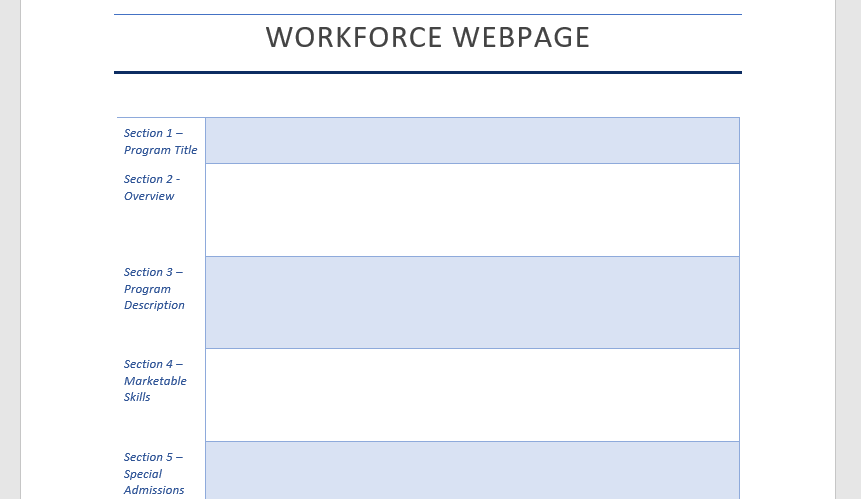 WORKFORCE WEBPAGE
Section 1 –
Program Title
Section 2 -
Overview
Section 3 –
Program
Description
Section 4 –
Marketable
Skills
Section 5 –
Special
Admissions